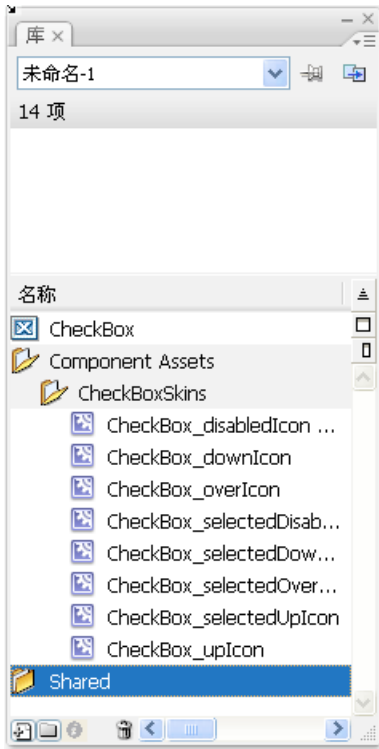 库
未命名-1
14 项
名称
CheckBox
Component Assets
CheckBoxSkins
CheckBox_disabledIcon ...
CheckBox_downIcon
CheckBox_overIcon
CheckBox_selectedDisab...
CheckBox_selectedDow...
CheckBox_selectedOver...
CheckBox_selectedUpIcon
CheckBox_upIcon
Shared